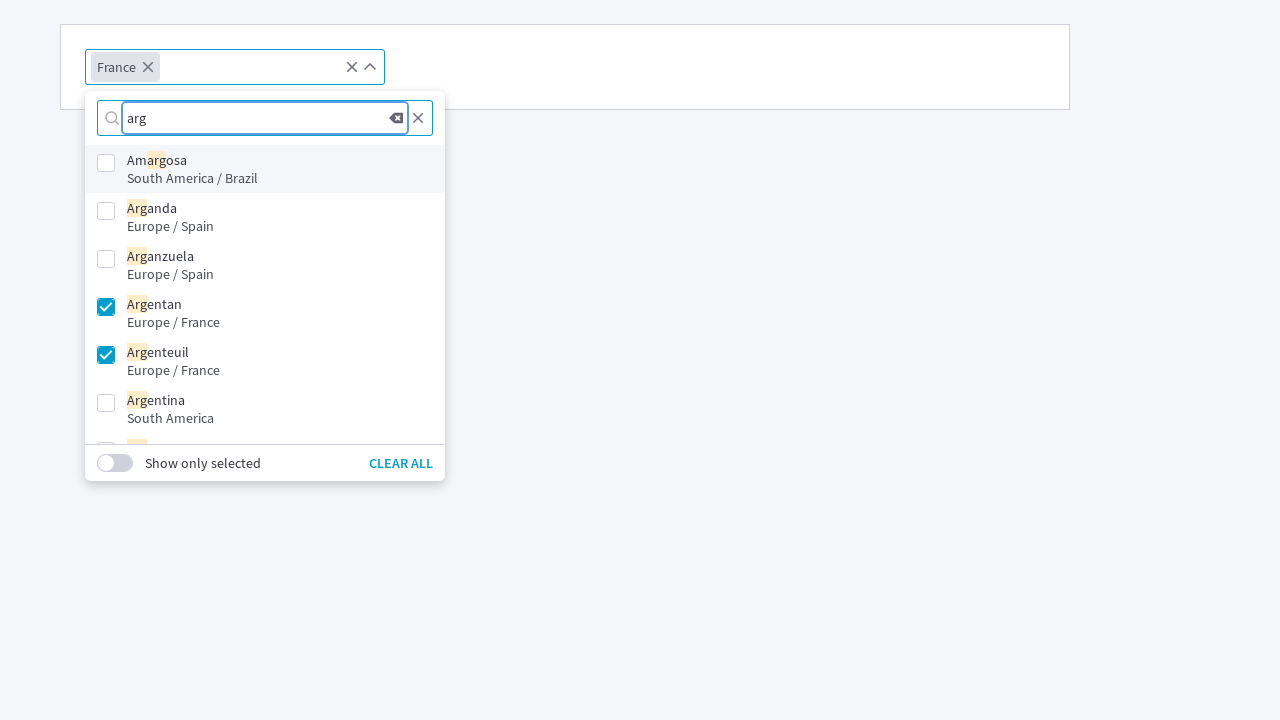 France
arg
Amargosa
South America / Brazil
Arganda
Europe / Spain
Arganzuela
Europe / Spain
Argentan
Europe / France
Argenteuil
Europe / France
Argentina
South America
Show only selected
CLEAR ALL